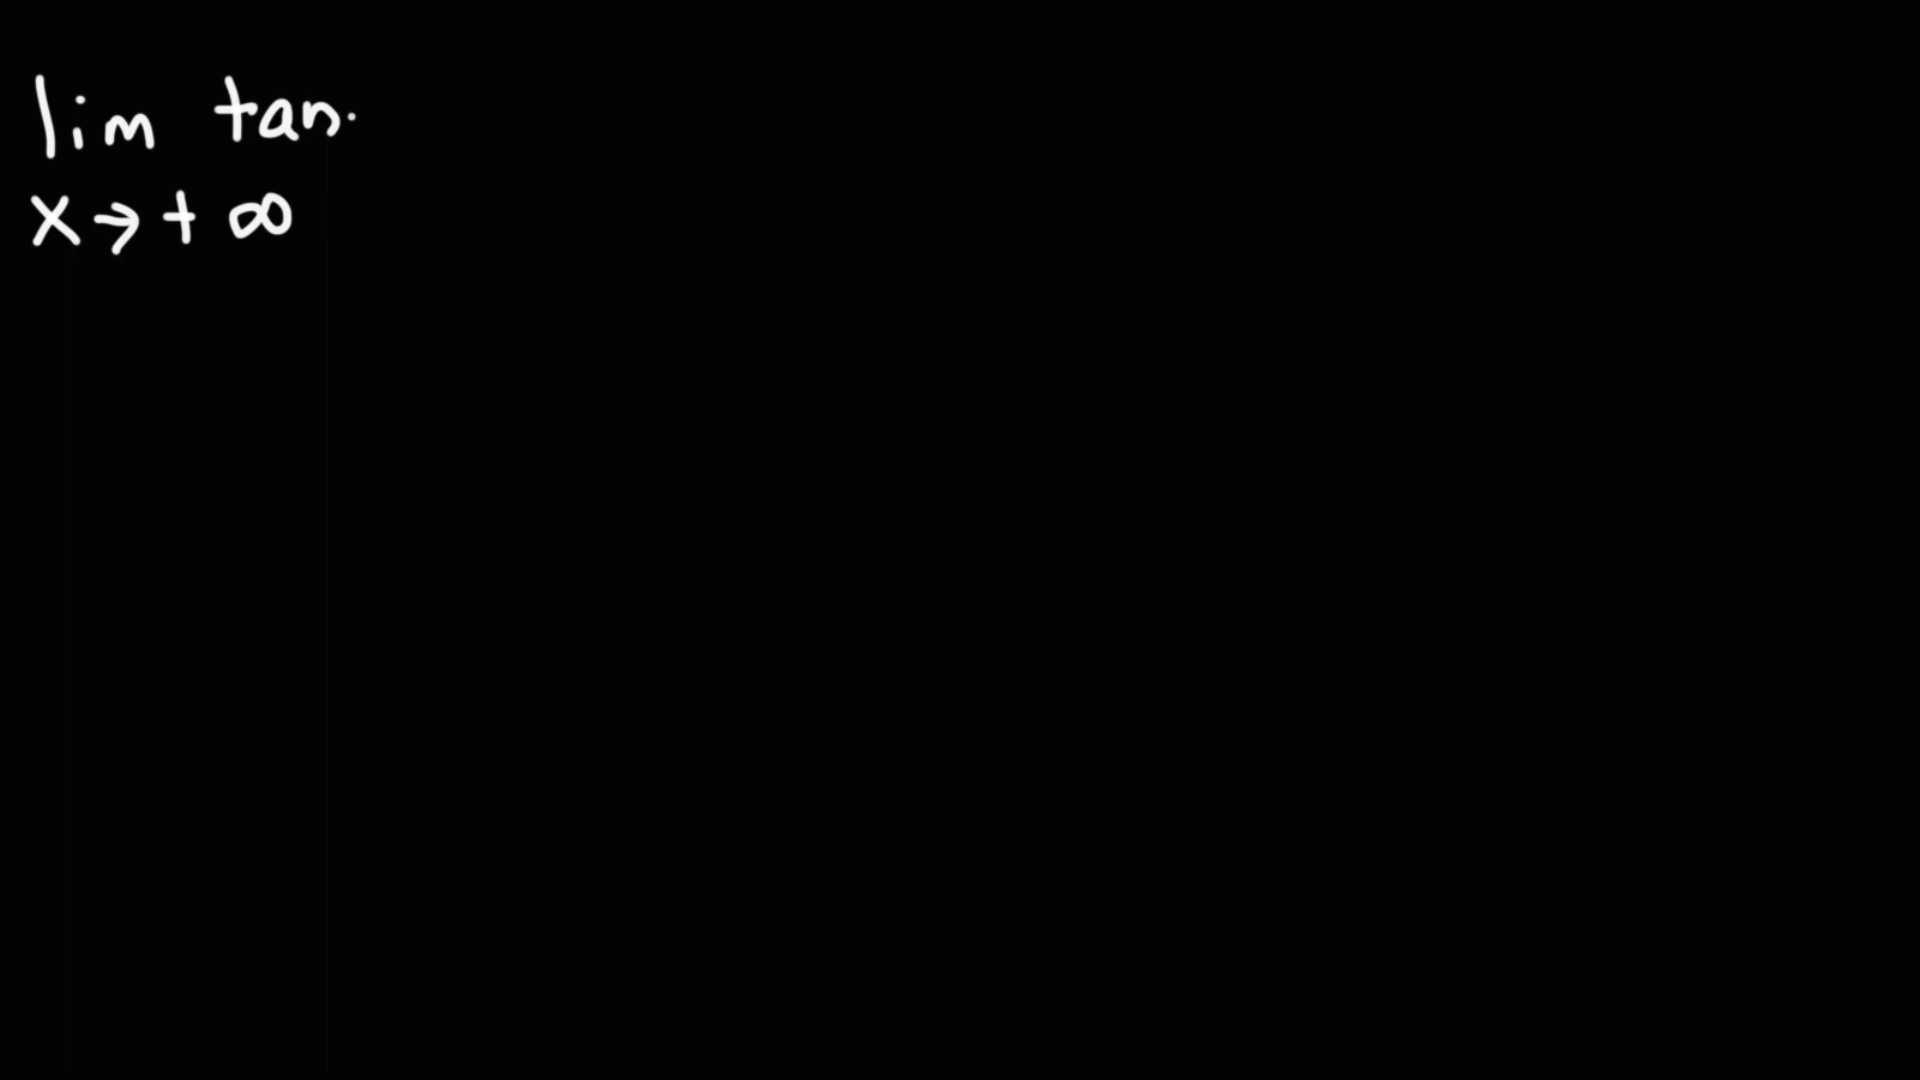 lim tan.
x → + ∞